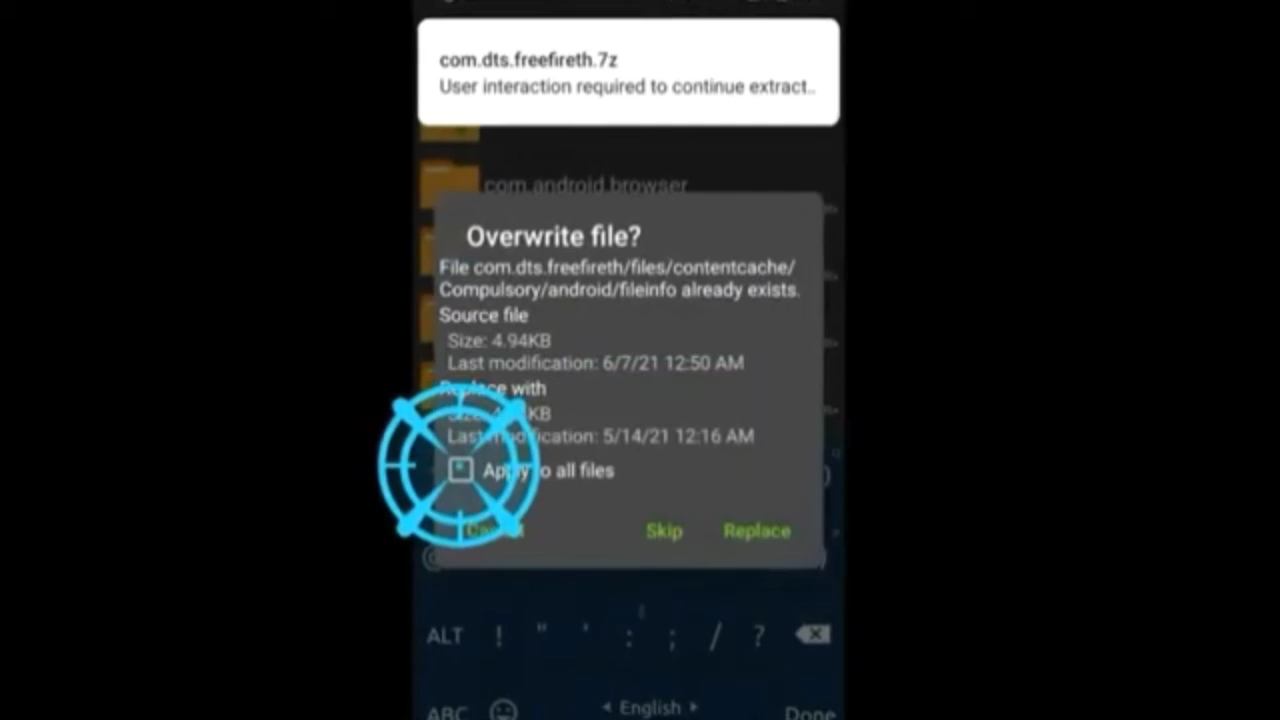 com.dts.freefireth.7z
User interaction required to continue extract..
com.android.browser
Overwrite file?
File com.dts.freefireth/files/contentcache/
Compulsory/android/fileinfo already exists.
Source file
Size: 4.94KB
Last modification: 6/7/21 12:50 AM
Replace with
Size: KB
Last modification: 5/14/21 12:16 AM
Apply to all files
Cancel Skip Replace
ALT ! " ' : ; / ?
ABC English Done